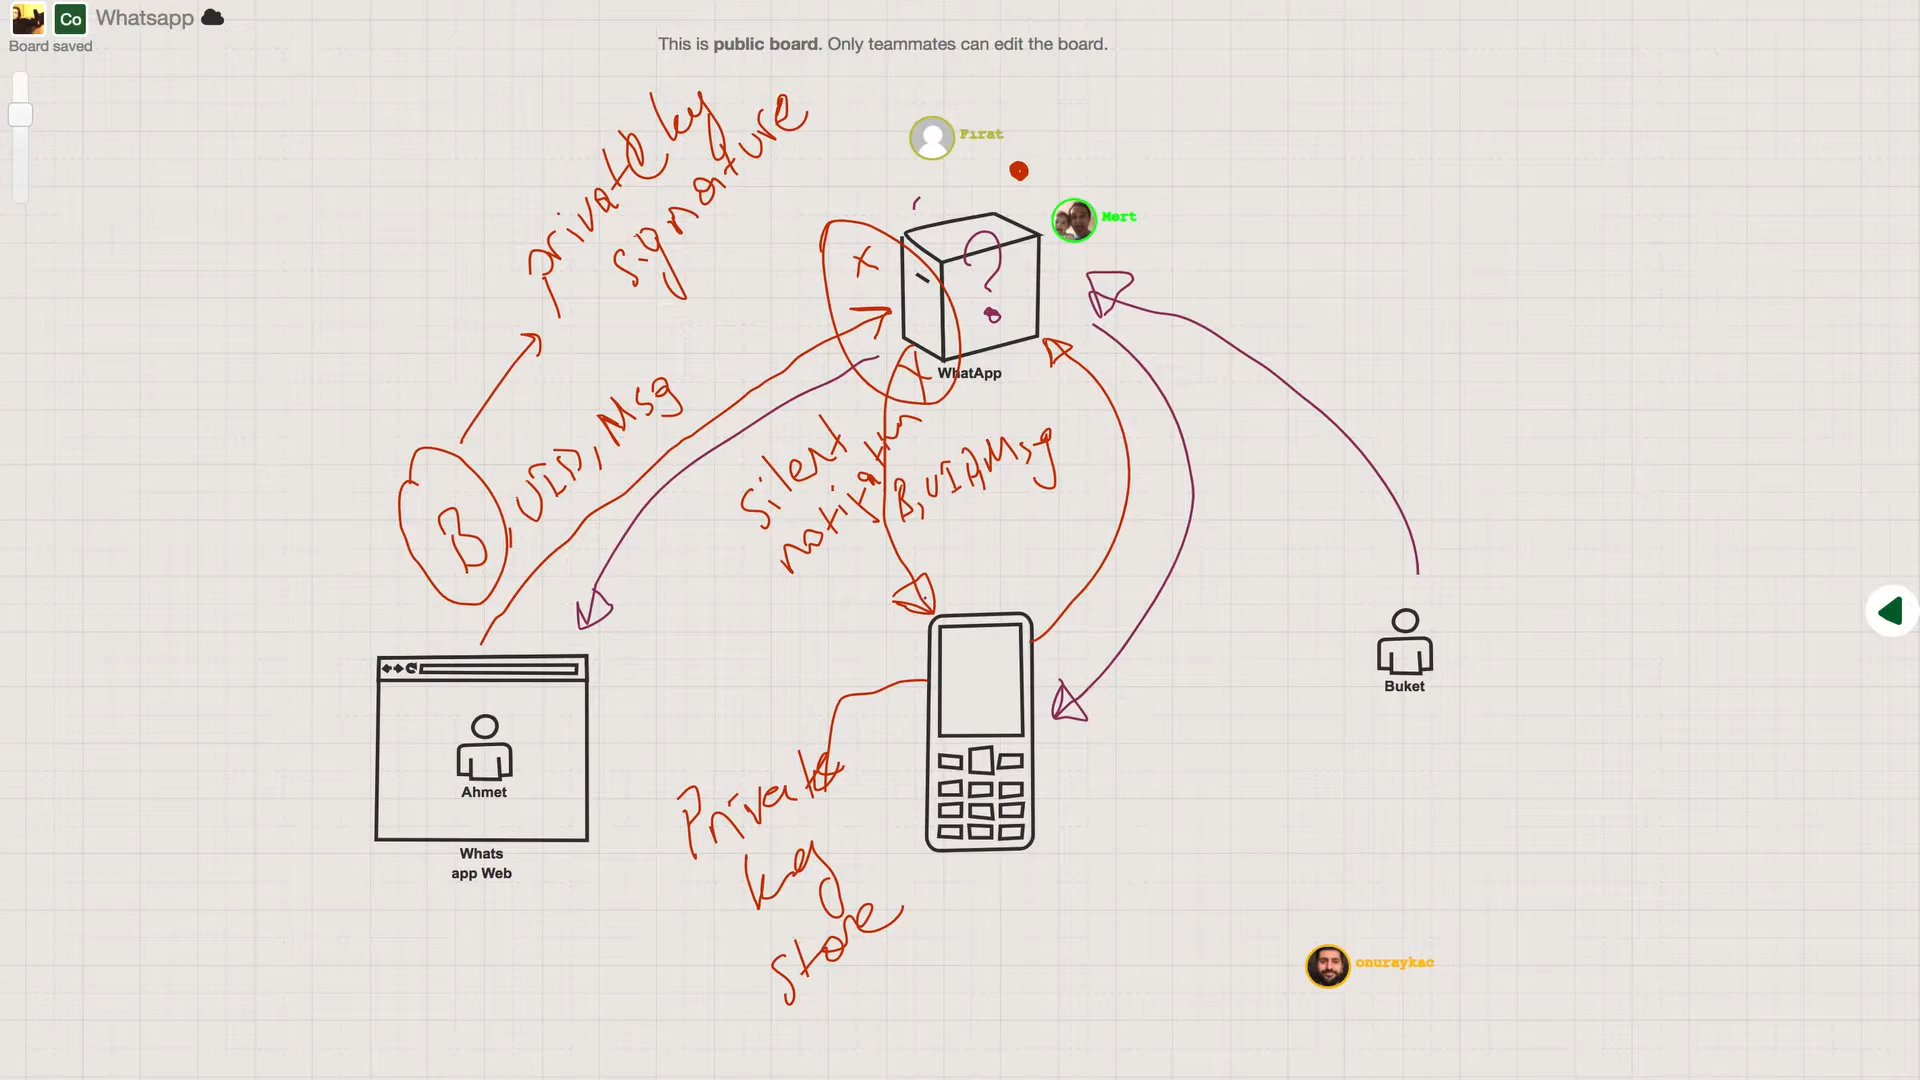 Co Whatsapp
Board saved
This is public board. Only teammates can edit the board.
Fırat
Mert
private key
signature
x
?
WhatApp
x
B, UID, Msg
Silent
notification
B, UID, Msg
Ahmet
Whats
app Web
Buket
Private
key
store
onuraykac